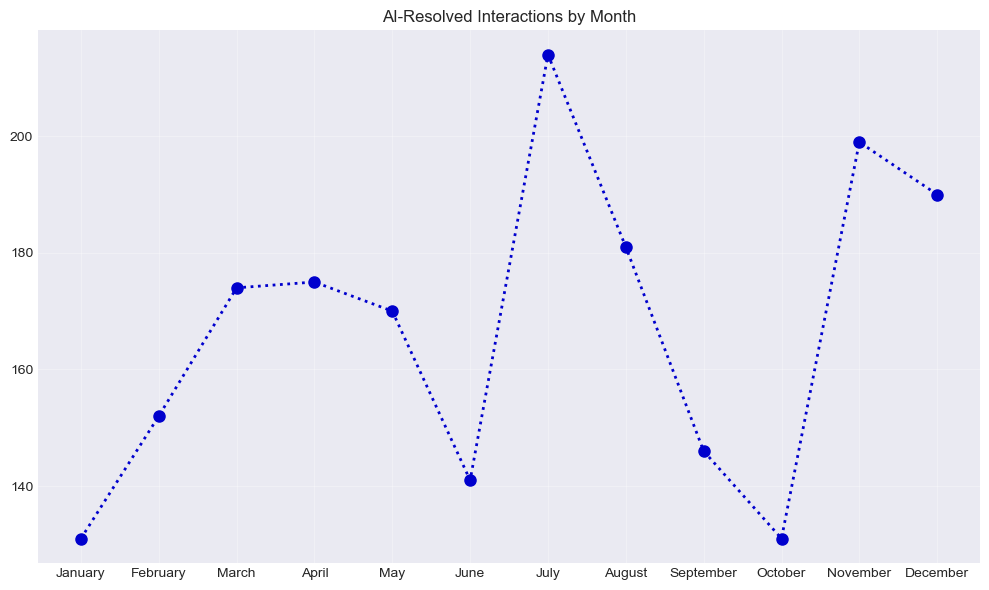 AI-Resolved Interactions by Month
200
180
160
140
January February March April May June July August September October November December